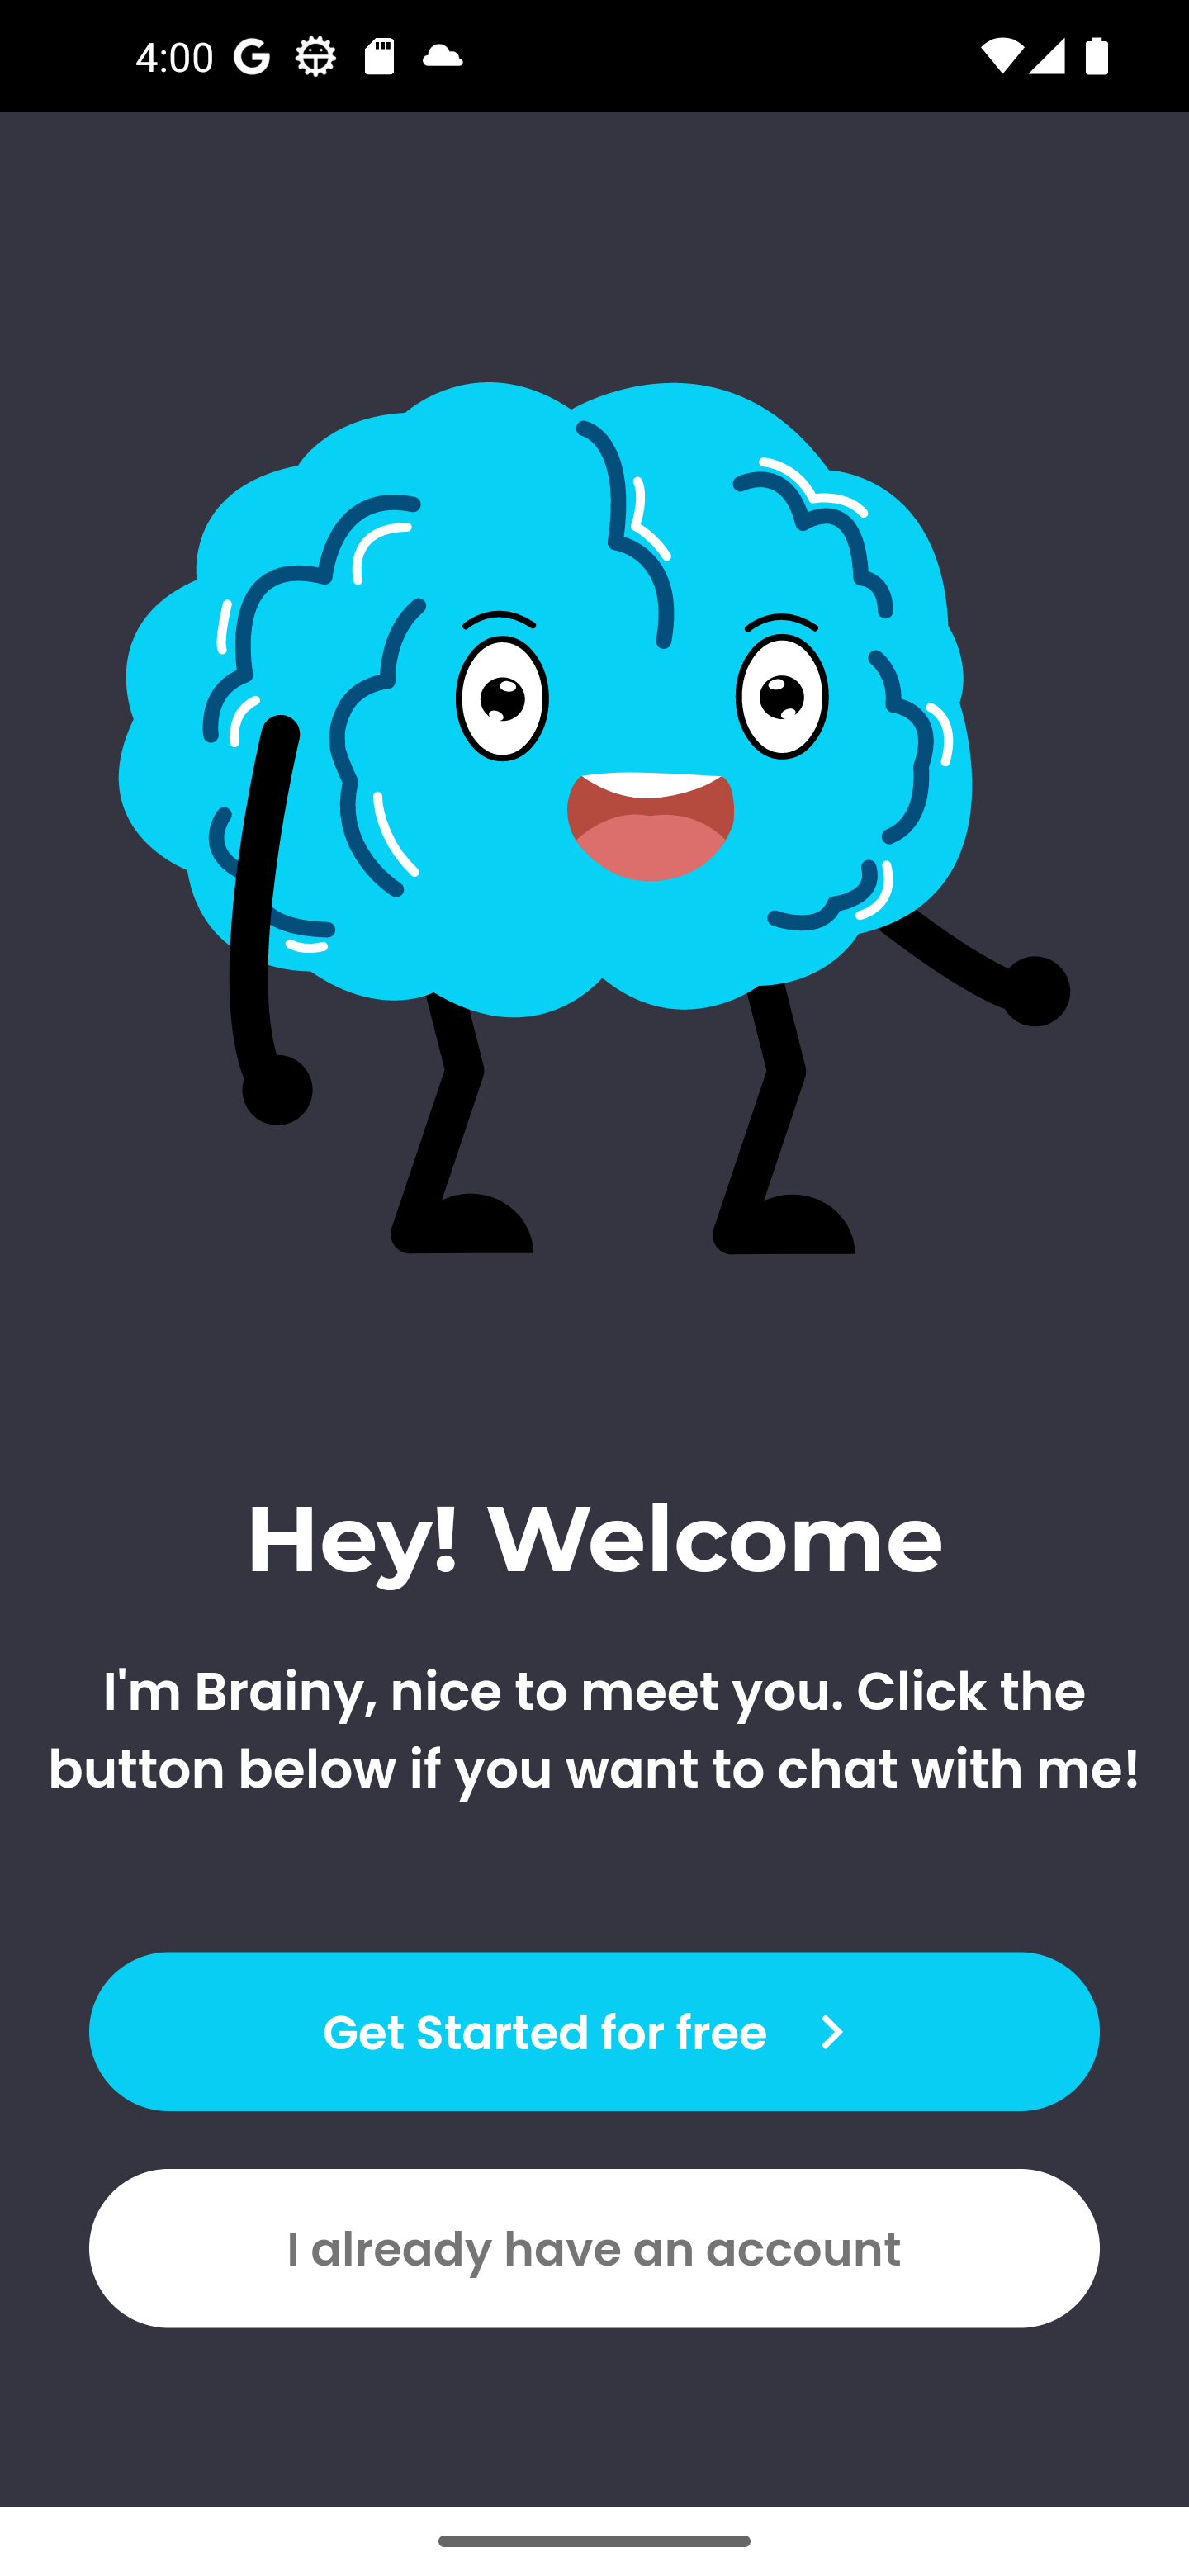 4:00
Hey! Welcome
I'm Brainy, nice to meet you. Click the
button below if you want to chat with me!
Get Started for free
I already have an account